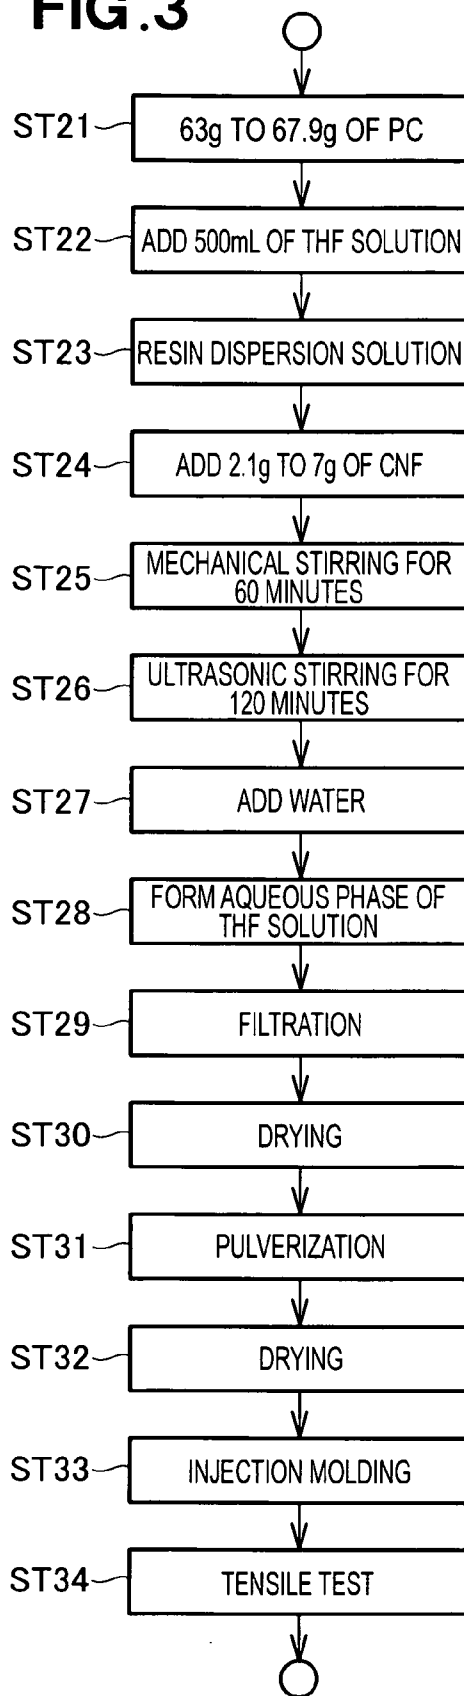 FIG.3
ST21
63g TO 67.9g OF PC
ST22
ADD 500mL OF THF SOLUTION
ST23
RESIN DISPERSION SOLUTION
ST24
ADD 2.1g TO 7g OF CNF
ST25
MECHANICAL STIRRING FOR
60 MINUTES
ST26
ULTRASONIC STIRRING FOR
120 MINUTES
ST27
ADD WATER
ST28
FORM AQUEOUS PHASE OF
THF SOLUTION
ST29
FILTRATION
ST30
DRYING
ST31
PULVERIZATION
ST32
DRYING
ST33
INJECTION MOLDING
ST34
TENSILE TEST